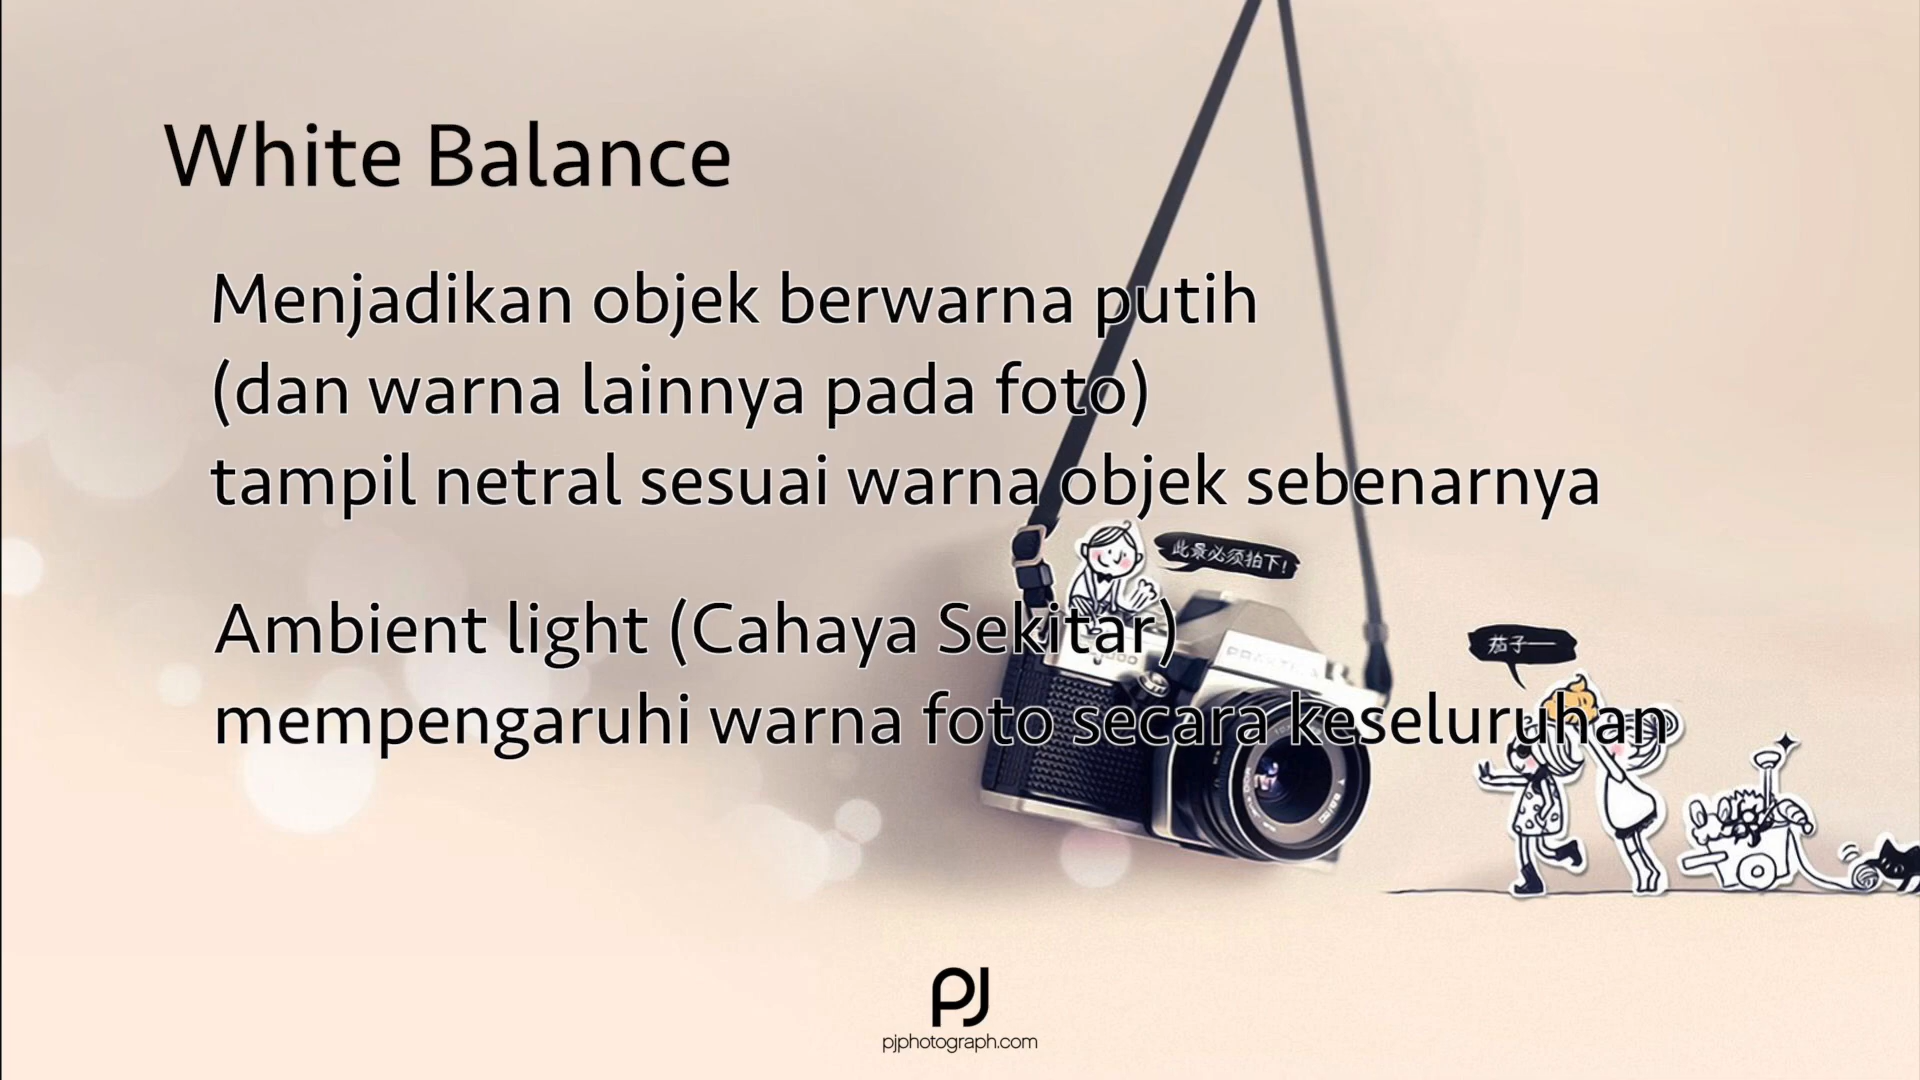 White Balance
Menjadikan objek berwarna putih
(dan warna lainnya pada foto)
tampil netral sesuai warna objek sebenarnya
此景必须拍下!
Ambient light (Cahaya Sekitar)
茄子——
PRAKTICA
mempengaruhi warna foto secara keseluruhan
PJ
pjphotograph.com